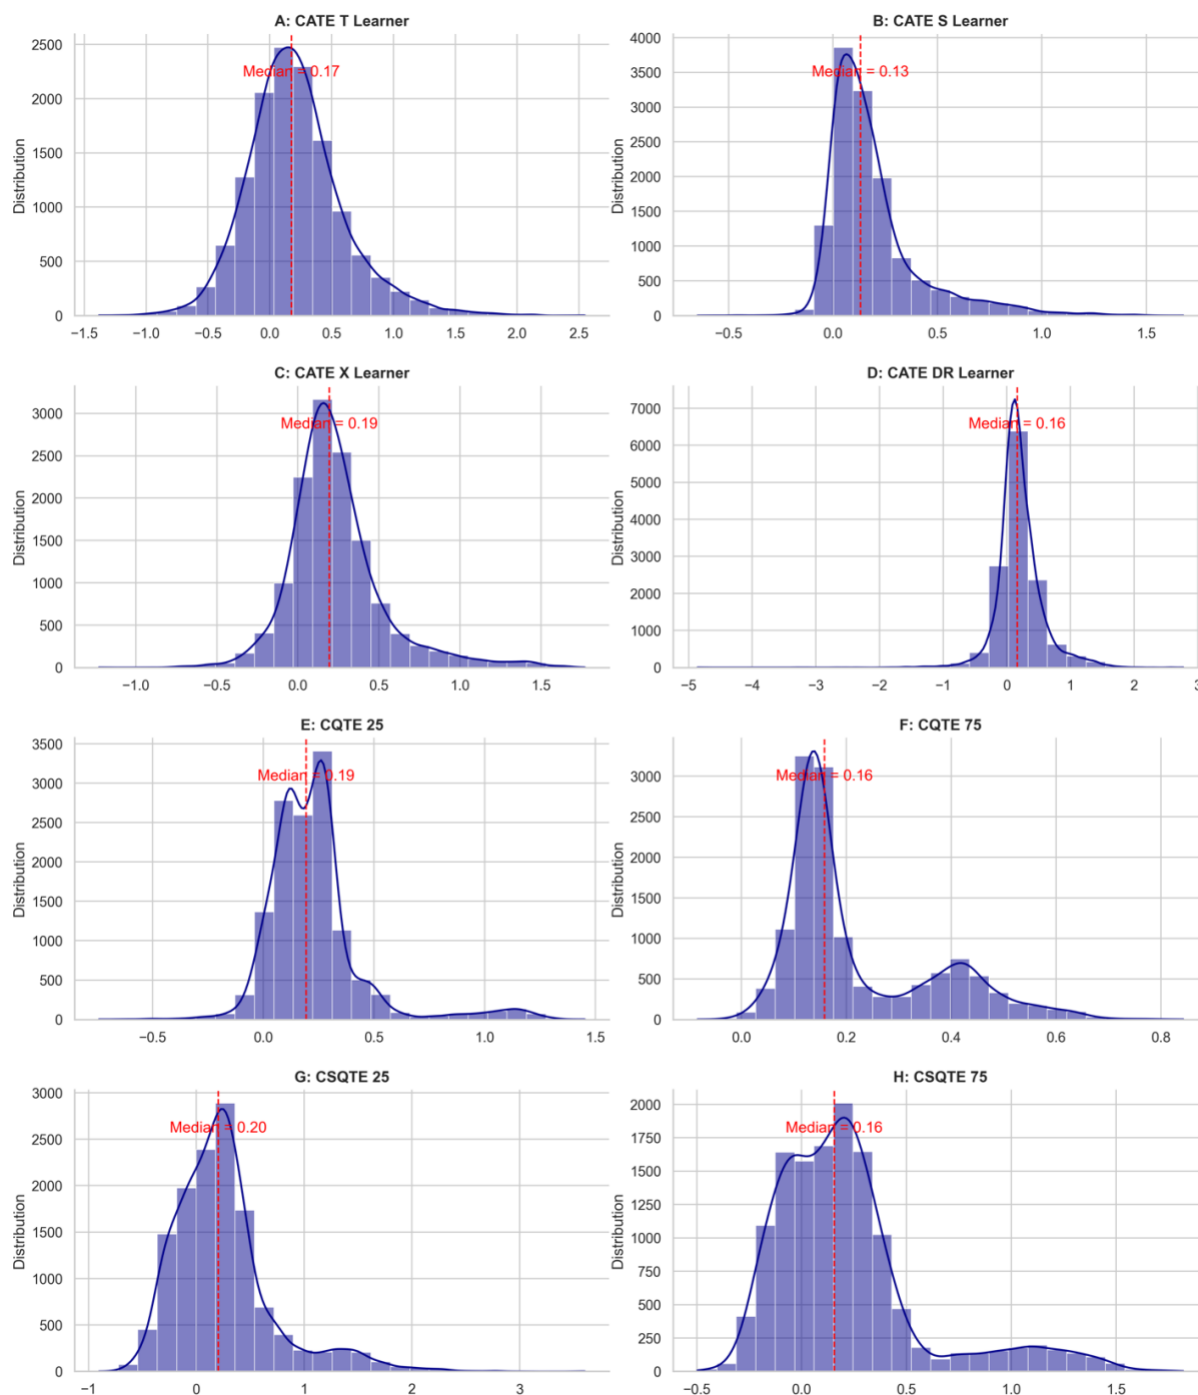 A: CATE T Learner
2500
2000
1500
1000
500
0
Distribution
Median = 0.17
−1.5 −1.0 −0.5 0.0 0.5 1.0 1.5 2.0 2.5
B: CATE S Learner
4000
3500
3000
2500
2000
1500
1000
500
0
Distribution
Median = 0.13
−0.5 0.0 0.5 1.0 1.5
C: CATE X Learner
3000
2500
2000
1500
1000
500
0
Distribution
Median = 0.19
−1.0 −0.5 0.0 0.5 1.0 1.5
D: CATE DR Learner
7000
6000
5000
4000
3000
2000
1000
0
Distribution
Median = 0.16
−5 −4 −3 −2 −1 0 1 2 3
E: CQTE 25
3500
3000
2500
2000
1500
1000
500
0
Distribution
Median = 0.19
−0.5 0.0 0.5 1.0 1.5
F: CQTE 75
3000
2500
2000
1500
1000
500
0
Distribution
Median = 0.16
0.0 0.2 0.4 0.6 0.8
G: CSQTE 25
3000
2500
2000
1500
1000
500
0
Distribution
Median = 0.20
−1 0 1 2 3
H: CSQTE 75
2000
1750
1500
1250
1000
750
500
250
0
Distribution
Median = 0.16
−0.5 0.0 0.5 1.0 1.5